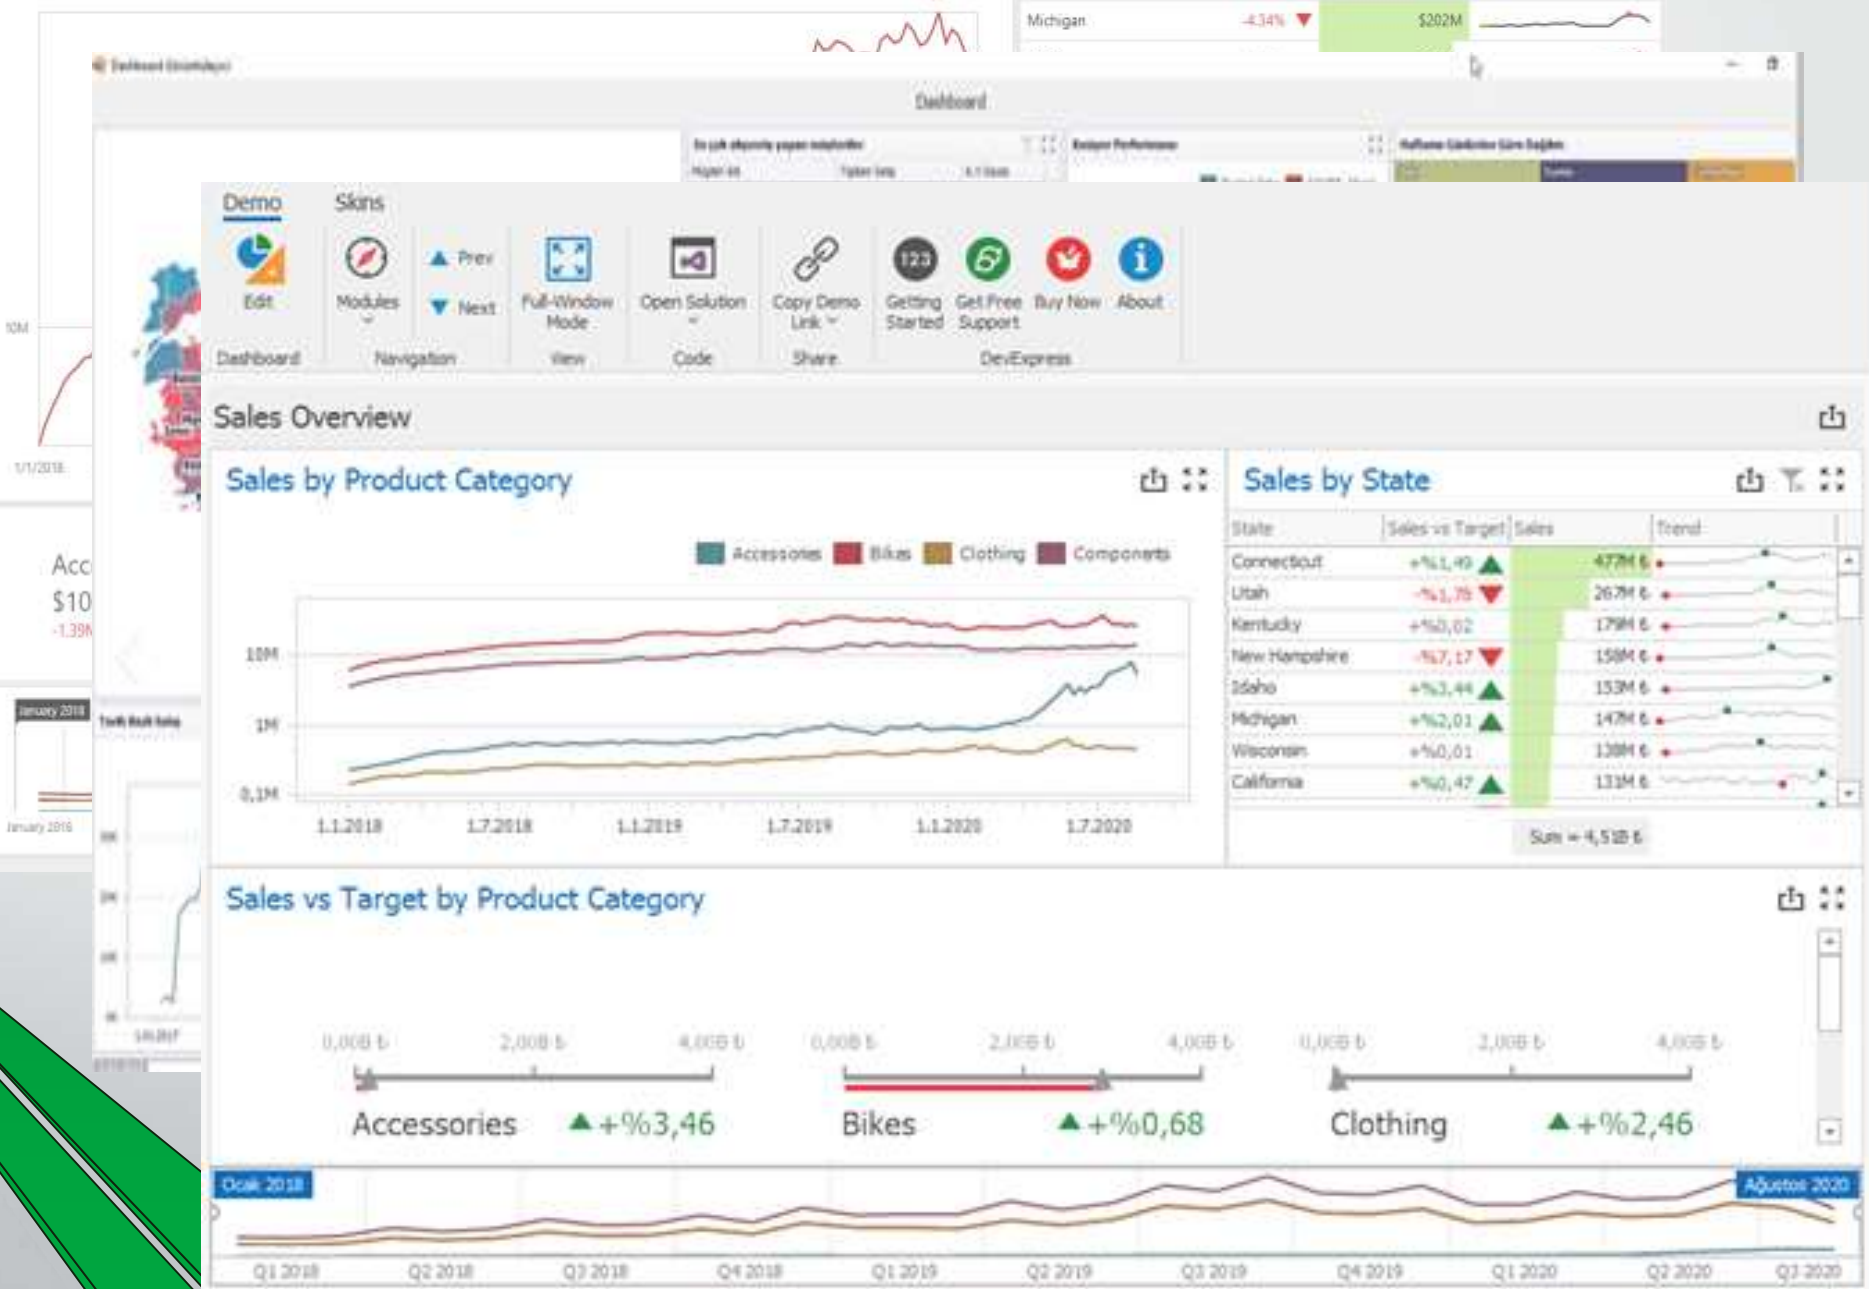 Michigan -4.34% $202M
Dashboard
10M
1/1/2018
Acc
$10
January 2018
January 2016
Demo Skins
Edit
Modules
Prev
Next
Full-Window
Mode
Open Solution
Copy Demo
Link
Getting
Started
Get Free
Support
Buy Now
About
123
Dashboard Navigation View Code Share DevExpress
Sales Overview
Sales by Product Category
Accessories Bikes Clothing Components
10M
1M
0,1M
1.1.2018 1.7.2018 1.1.2019 1.7.2019 1.1.2020 1.7.2020
Sales by State
State Sales vs Target Sales Trend
Connecticut +%1,49 477M ₺
Utah -%1,78 267M ₺
Kentucky +%0,02 179M ₺
New Hampshire -%7,17 158M ₺
Idaho +%3,44 153M ₺
Michigan +%2,01 147M ₺
Wisconsin +%0,01 138M ₺
California +%0,47 131M ₺
Sum = 4,51B ₺
Sales vs Target by Product Category
0,00B ₺ 2,00B ₺ 4,00B ₺ 0,00B ₺ 2,00B ₺ 4,00B ₺ 0,00B ₺ 2,00B ₺ 4,00B ₺
Accessories +%3,46 Bikes +%0,68 Clothing +%2,46
Ocak 2018 Ağustos 2020
Q1 2018 Q2 2018 Q3 2018 Q4 2018 Q1 2019 Q2 2019 Q3 2019 Q4 2019 Q1 2020 Q2 2020 Q3 2020